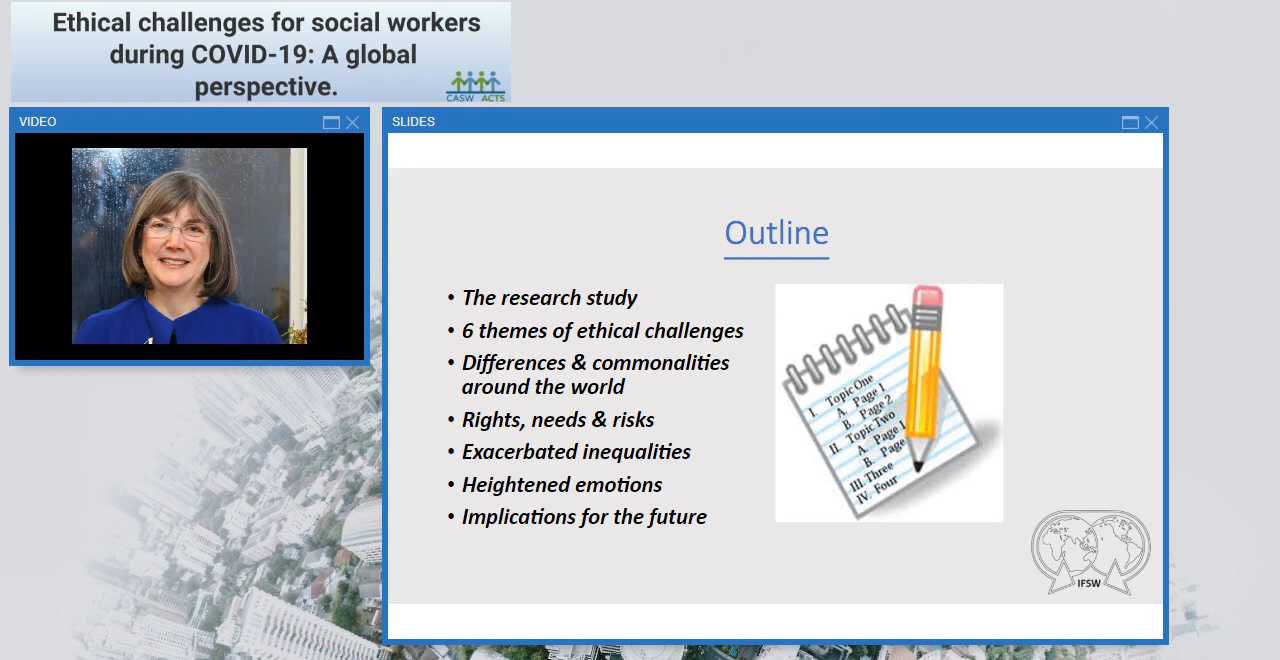 Ethical challenges for social workers
during COVID-19: A global
perspective.
CASW ACTS
VIDEO
SLIDES
Outline
• The research study
• 6 themes of ethical challenges
• Differences & commonalities
around the world
• Rights, needs & risks
• Exacerbated inequalities
• Heightened emotions
• Implications for the future
I. Topic One
A. Page 1
B. Page 2
II. Topic Two
A. Page 1
B. Page
III. Three
IV. Four
IFSW